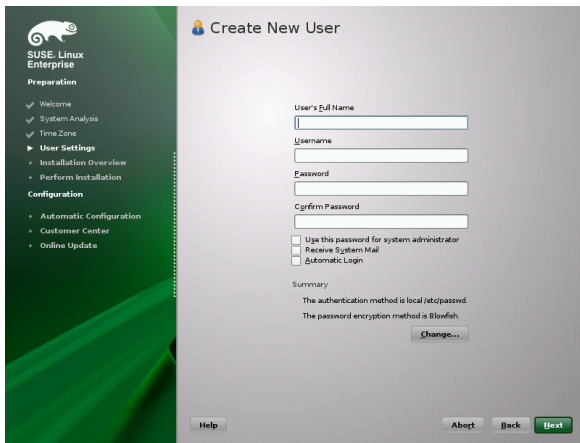 SUSE. Linux
Enterprise
Preparation
Welcome
System Analysis
Time Zone
User Settings
Installation Overview
Perform Installation
Configuration
Automatic Configuration
Customer Center
Online Update
Create New User
User's Full Name
Username
Password
Confirm Password
Use this password for system administrator
Receive System Mail
Automatic Login
Summary
The authentication method is local /etc/passwd.
The password encryption method is Blowfish.
Change...
Help
Abort
Back
Next